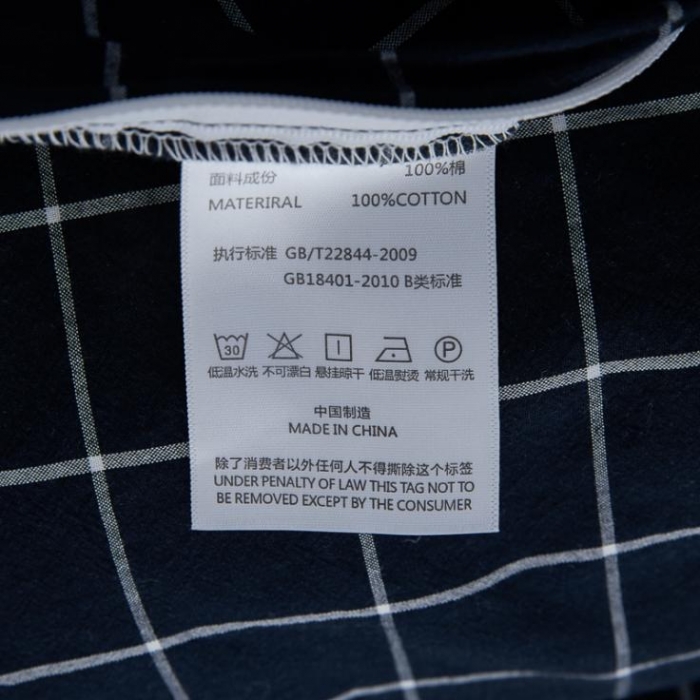 面料成份 100%棉
MATERIRAL 100%COTTON
执行标准 GB/T22844-2009
GB18401-2010 B类标准
30 P
低温水洗 不可漂白 悬挂晾干 低温熨烫 常规干洗
中国制造
MADE IN CHINA
除了消费者以外任何人不得撕除这个标签
UNDER PENALTY OF LAW THIS TAG NOT TO
BE REMOVED EXCEPT BY THE CONSUMER